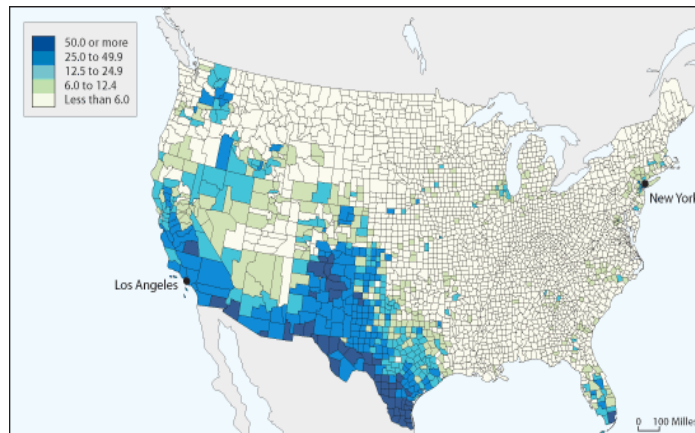 50.0 or more
25.0 to 49.9
12.5 to 24.9
6.0 to 12.4
Less than 6.0
New York
Los Angeles
0 100 Miles